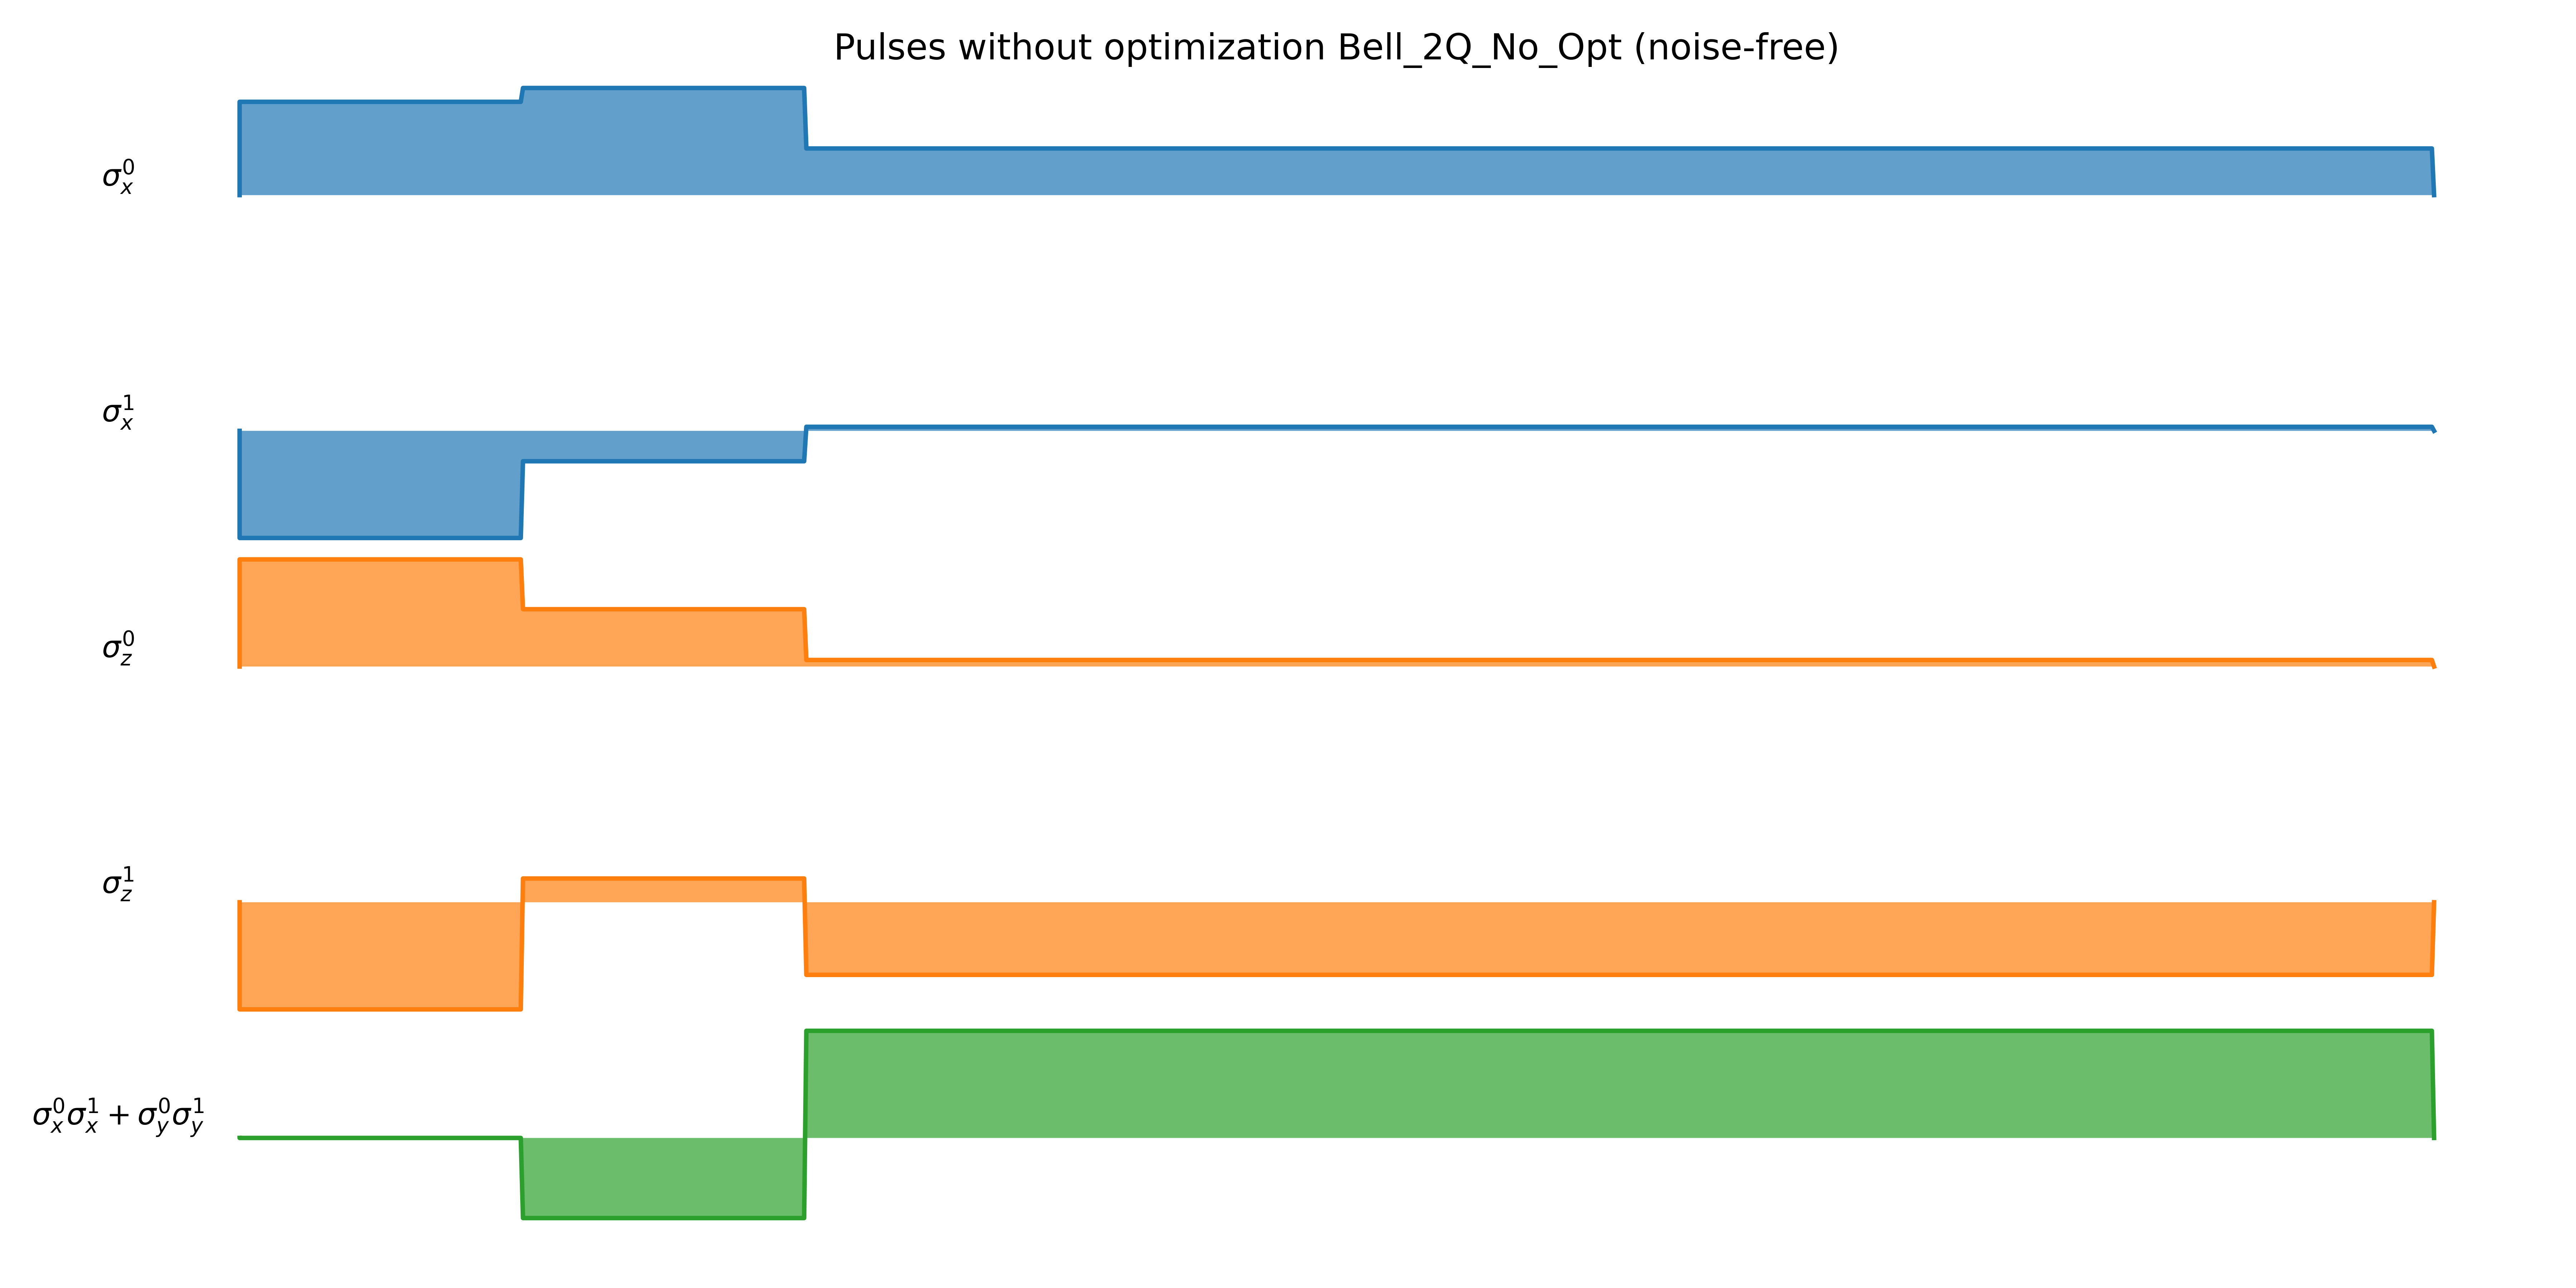 Pulses without optimization Bell_2Q_No_Opt (noise-free)
σ_x^0
σ_x^1
σ_z^0
σ_z^1
σ_x^0σ_x^1 + σ_y^0σ_y^1